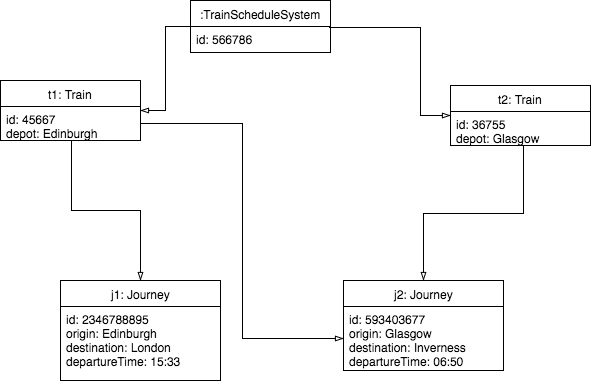 :TrainScheduleSystem
id: 566786
t1: Train
id: 45667
depot: Edinburgh
t2: Train
id: 36755
depot: Glasgow
j1: Journey
id: 2346788895
origin: Edinburgh
destination: London
departureTime: 15:33
j2: Journey
id: 593403677
origin: Glasgow
destination: Inverness
departureTime: 06:50